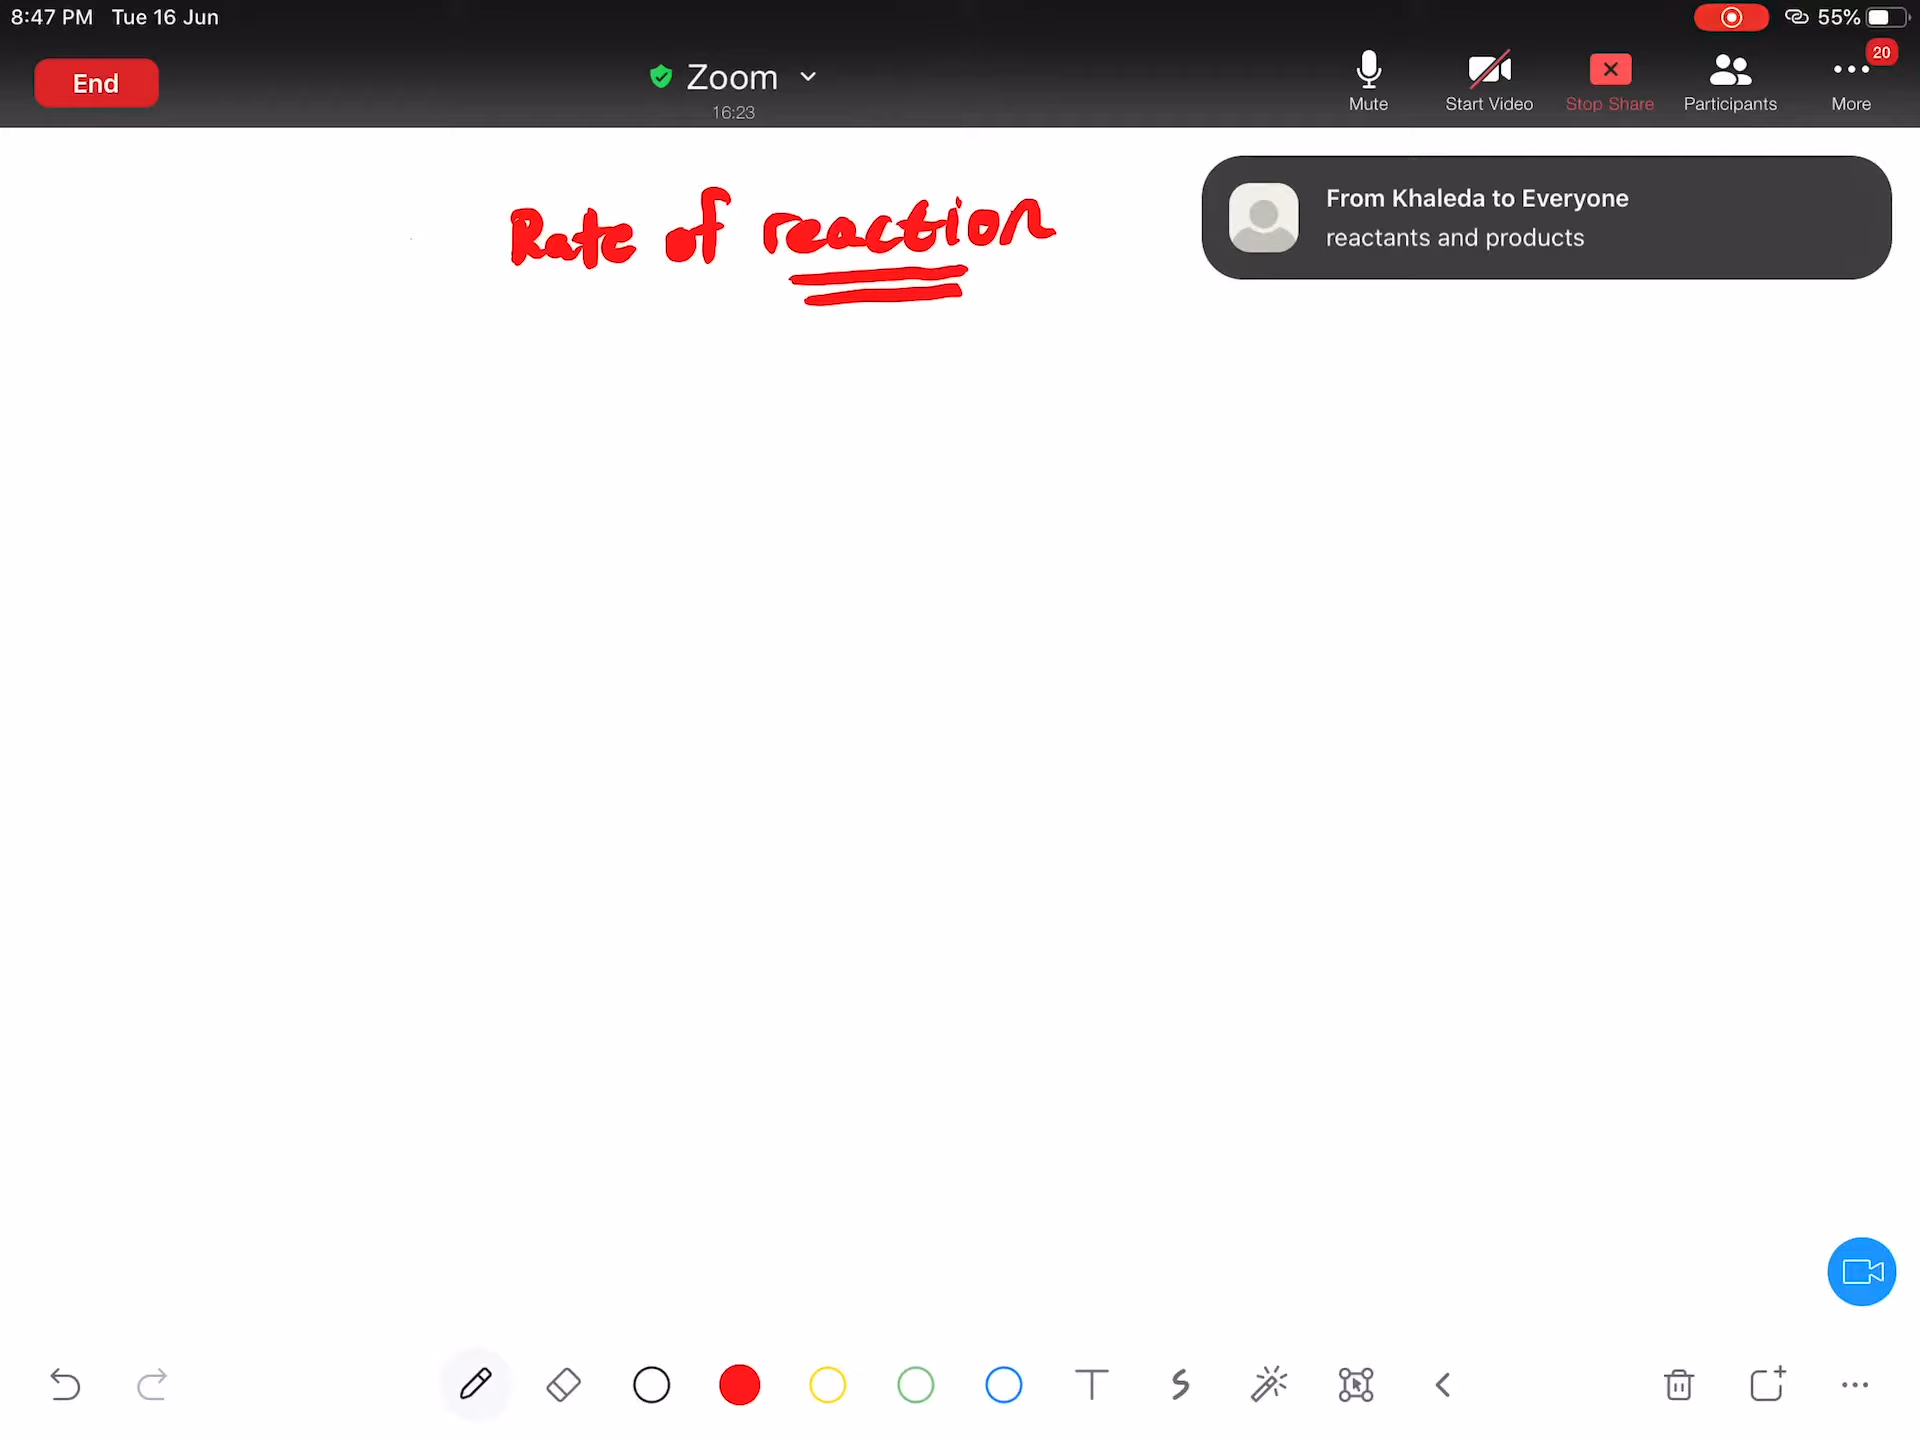 8:47 PM Tue 16 Jun
55%
End
Zoom
16:23
Mute
Start Video
Stop Share
Participants
20
More
Rate of reaction
From Khaleda to Everyone
reactants and products
T